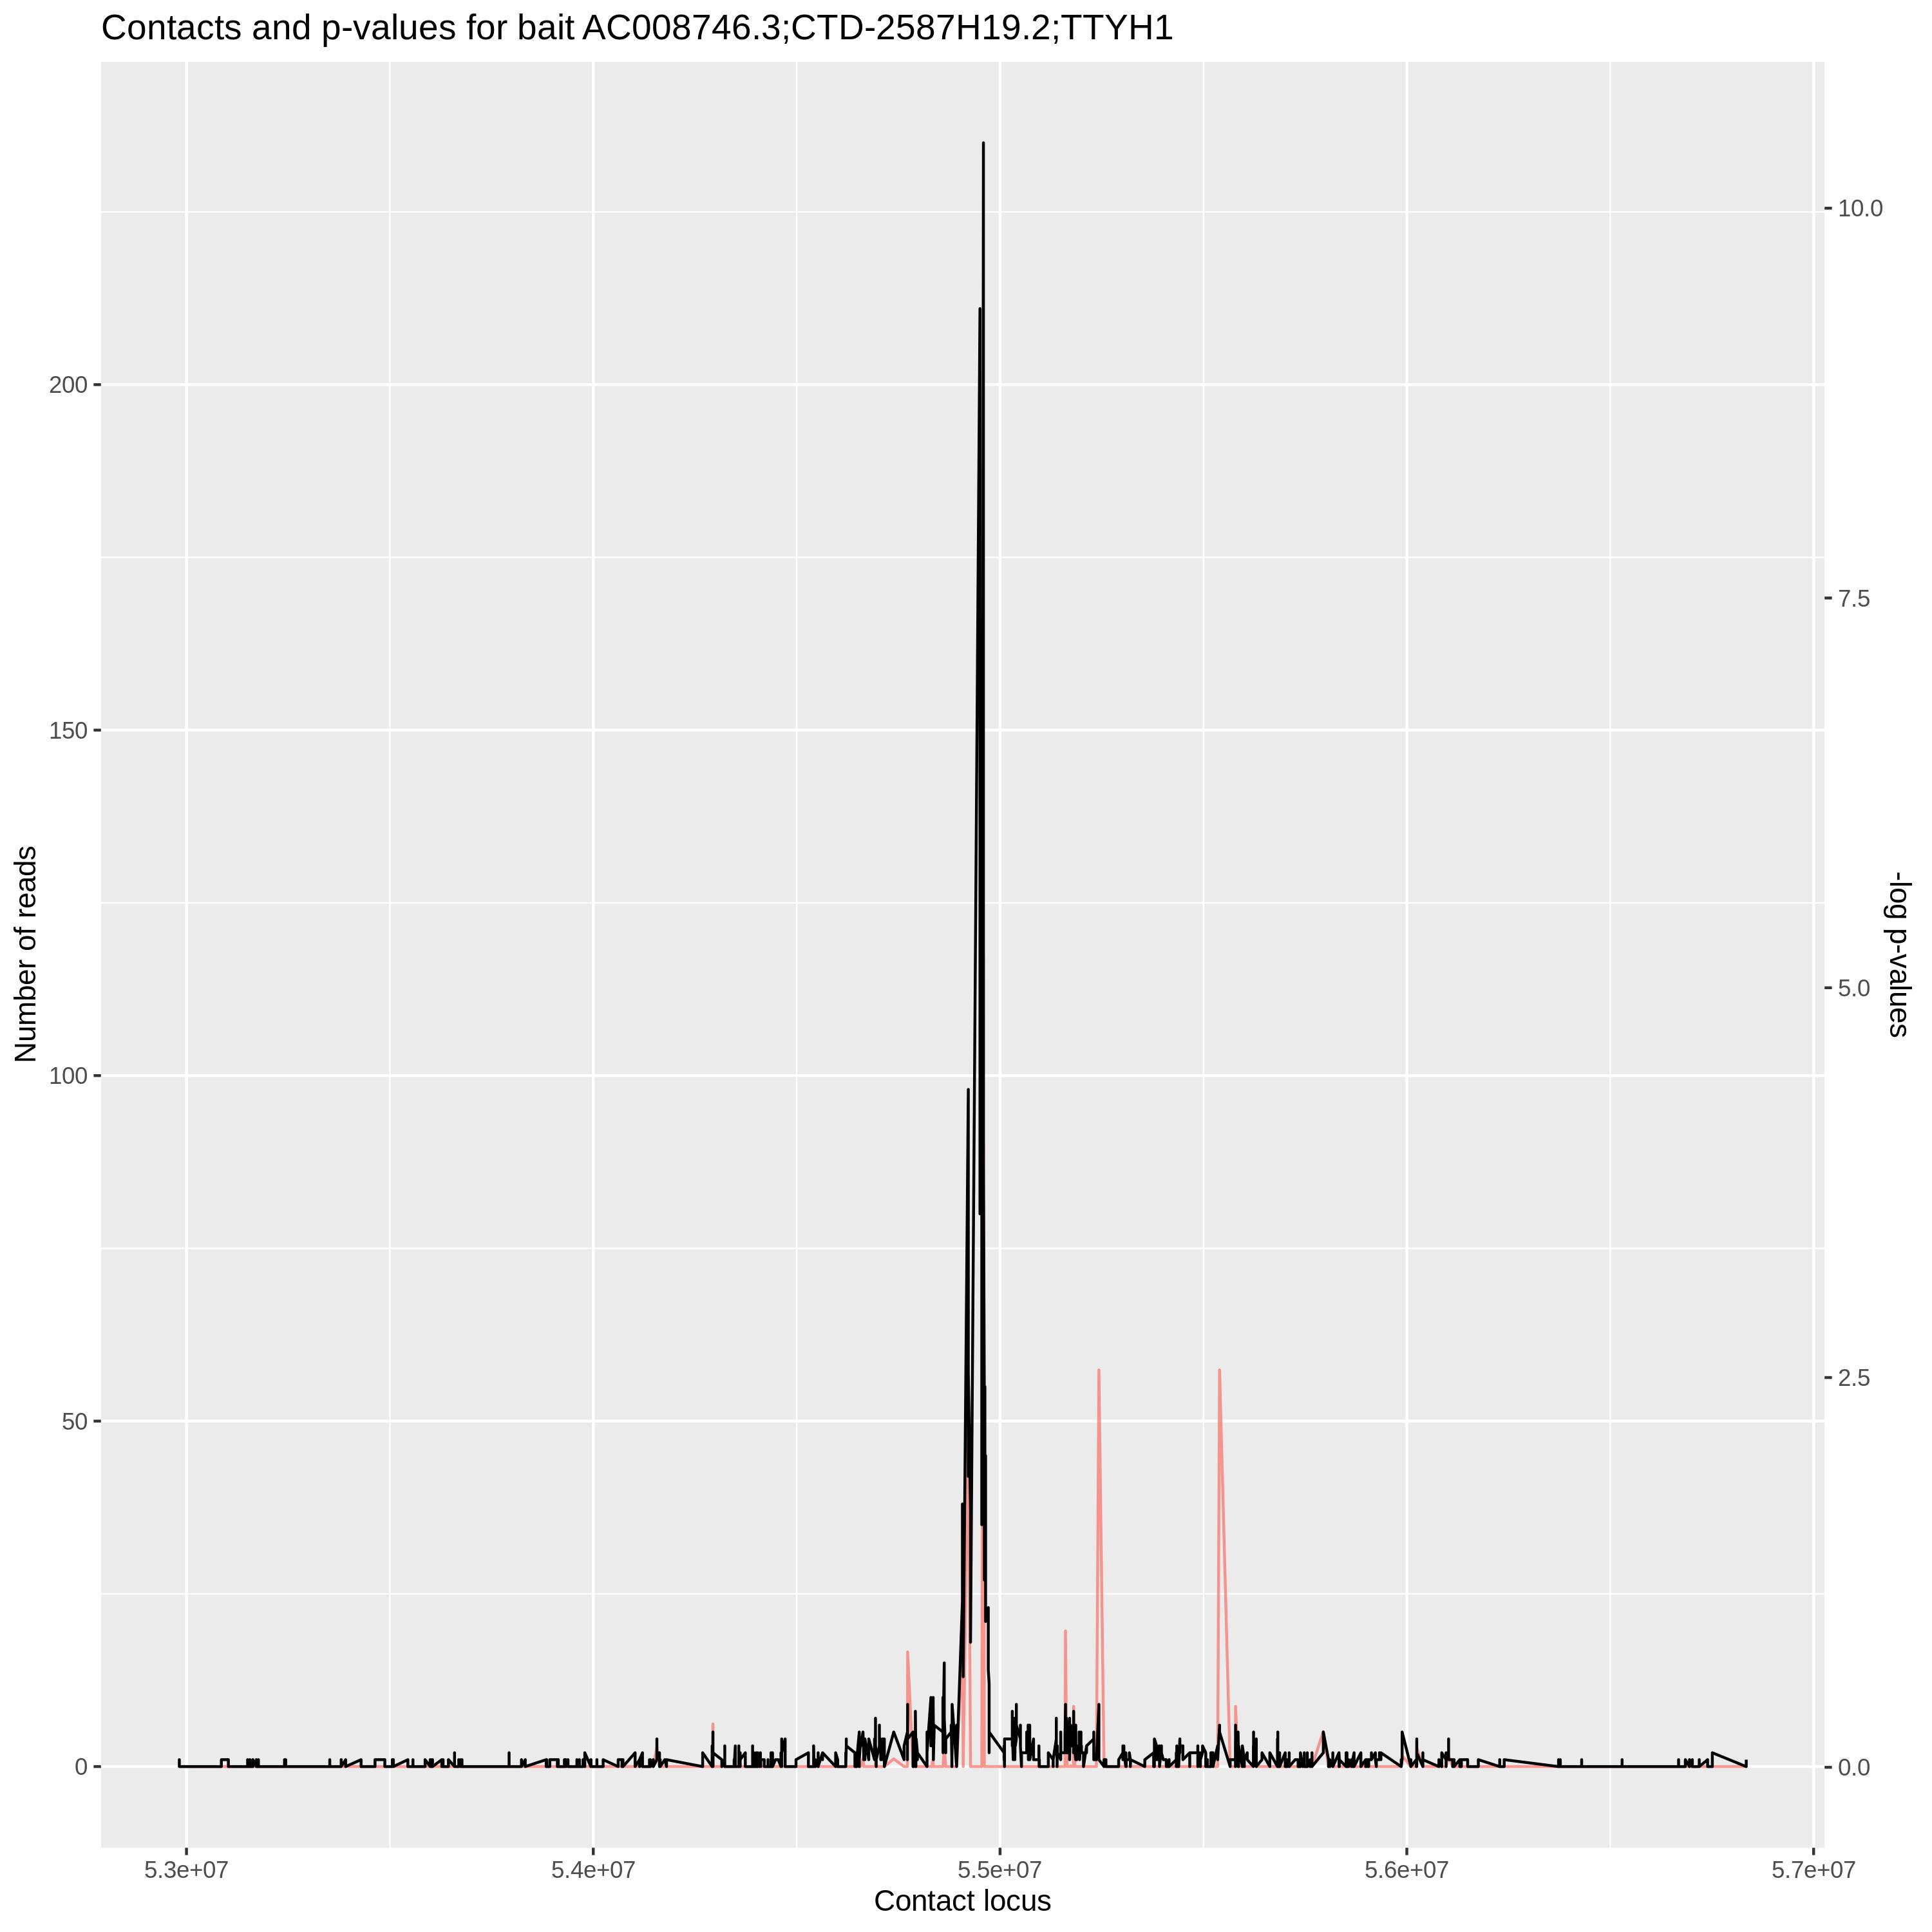 Contacts and p-values for bait AC008746.3;CTD-2587H19.2;TTYH1
Number of reads
200
150
100
50
0
10.0
7.5
5.0
2.5
0.0
-log p-values
5.3e+07
5.4e+07
5.5e+07
5.6e+07
5.7e+07
Contact locus